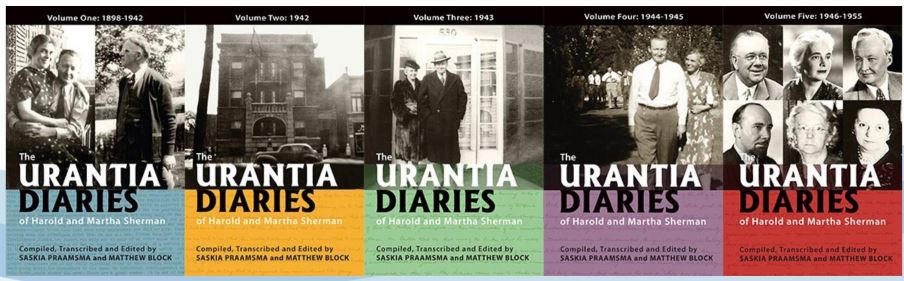 Volume One: 1898-1942
The
URANTIA
DIARIES
of Harold and Martha Sherman
Compiled, Transcribed and Edited by
SASKIA PRAAMSMA and MATTHEW BLOCK
Volume Two: 1942
The
URANTIA
DIARIES
of Harold and Martha Sherman
Compiled, Transcribed and Edited by
SASKIA PRAAMSMA and MATTHEW BLOCK
Volume Three: 1943
533
The
URANTIA
DIARIES
of Harold and Martha Sherman
Compiled, Transcribed and Edited by
SASKIA PRAAMSMA and MATTHEW BLOCK
Volume Four: 1944-1945
The
URANTIA
DIARIES
of Harold and Martha Sherman
Compiled, Transcribed and Edited by
SASKIA PRAAMSMA and MATTHEW BLOCK
Volume Five: 1946-1955
The
URANTIA
DIARIES
of Harold and Martha Sherman
Compiled, Transcribed and Edited by
SASKIA PRAAMSMA and MATTHEW BLOCK